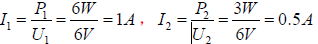 I₁ = P₁/U₁ = 6W/6V = 1A , I₂ = P₂/U₂ = 3W/6V = 0.5A